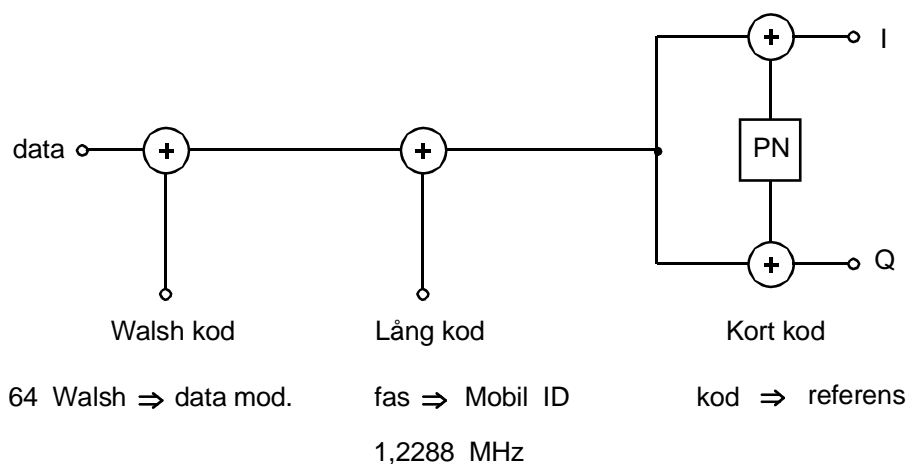 I
data
PN
Q
Walsh kod
Lång kod
Kort kod
64 Walsh ⇒ data mod.
fas ⇒ Mobil ID
kod ⇒ referens
1,2288 MHz